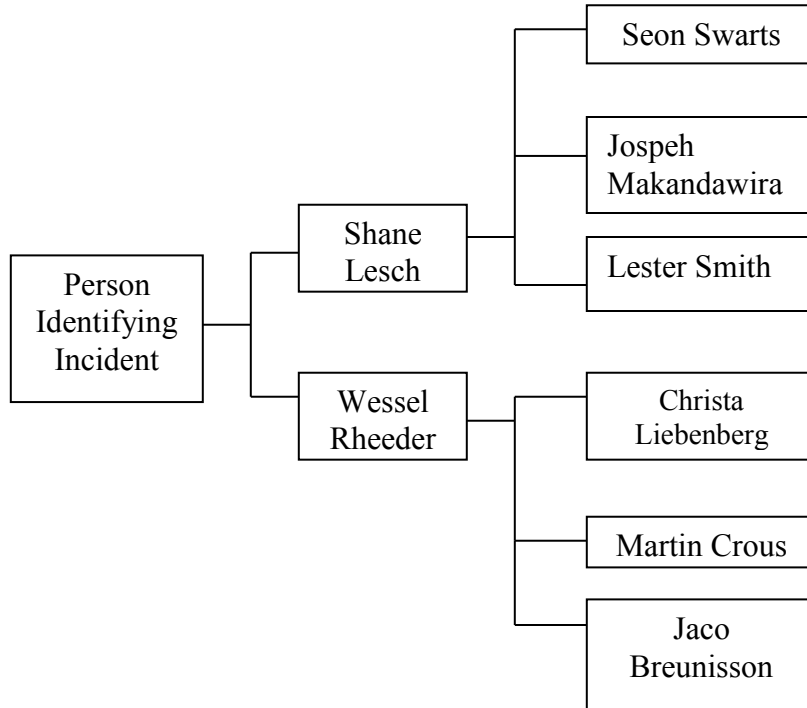 Person
Identifying
Incident
Shane
Lesch
Wessel
Rheeder
Seon Swarts
Jospeh
Makandawira
Lester Smith
Christa
Liebenberg
Martin Crous
Jaco
Breunisson